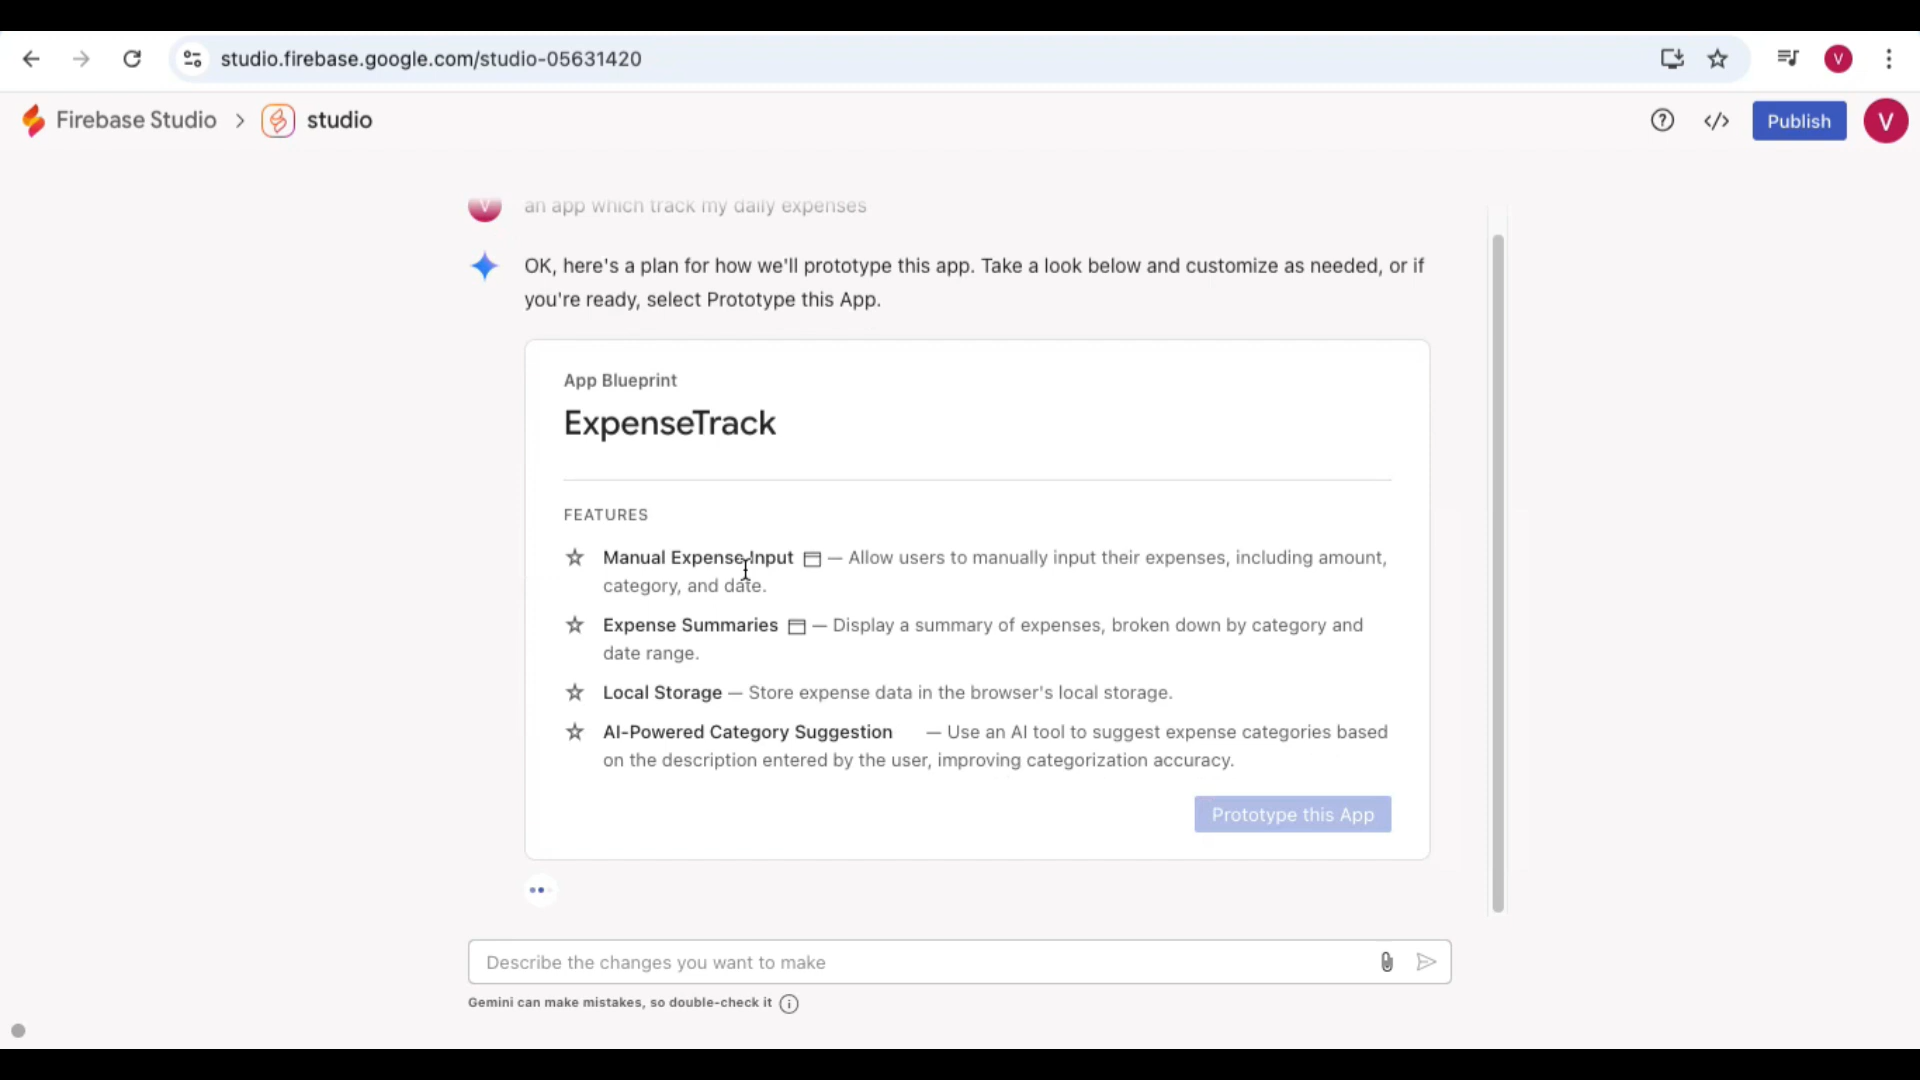 studio.firebase.google.com/studio-05631420
V
Firebase Studio > studio
</> Publish V
V an app which track my daily expenses
OK, here's a plan for how we'll prototype this app. Take a look below and customize as needed, or if
you're ready, select Prototype this App.
App Blueprint
ExpenseTrack
FEATURES
Manual Expense Input — Allow users to manually input their expenses, including amount,
category, and date.
Expense Summaries — Display a summary of expenses, broken down by category and
date range.
Local Storage — Store expense data in the browser's local storage.
AI-Powered Category Suggestion — Use an AI tool to suggest expense categories based
on the description entered by the user, improving categorization accuracy.
Prototype this App
Describe the changes you want to make
Gemini can make mistakes, so double-check it